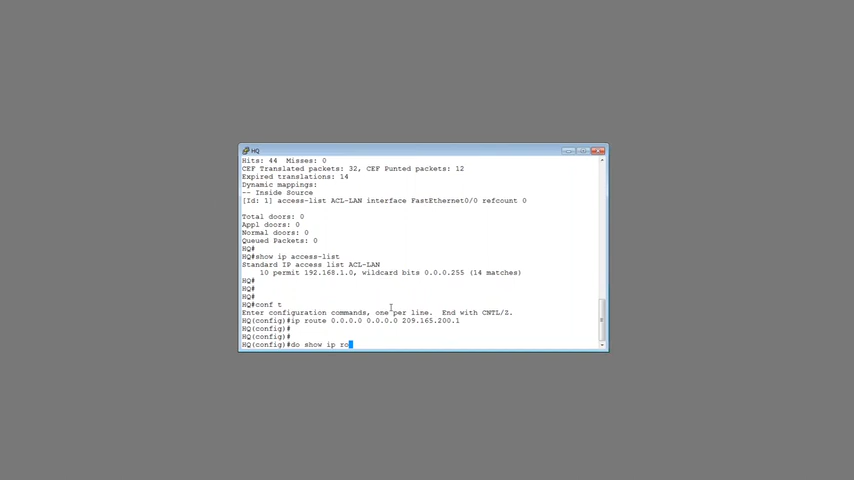 HQ
Hits: 44  Misses: 0
CEF Translated packets: 32, CEF Punted packets: 12
Expired translations: 14
Dynamic mappings:
-- Inside Source
[Id: 1] access-list ACL-LAN interface FastEthernet0/0 refcount 0
Total doors: 0
Appl doors: 0
Normal doors: 0
Queued Packets: 0
HQ#
HQ#show ip access-list
Standard IP access list ACL-LAN
    10 permit 192.168.1.0, wildcard bits 0.0.0.255 (14 matches)
HQ#
HQ#
HQ#
HQ#conf t
Enter configuration commands, one per line.  End with CNTL/Z.
HQ(config)#ip route 0.0.0.0 0.0.0.0 209.165.200.1
HQ(config)#
HQ(config)#
HQ(config)#do show ip ro